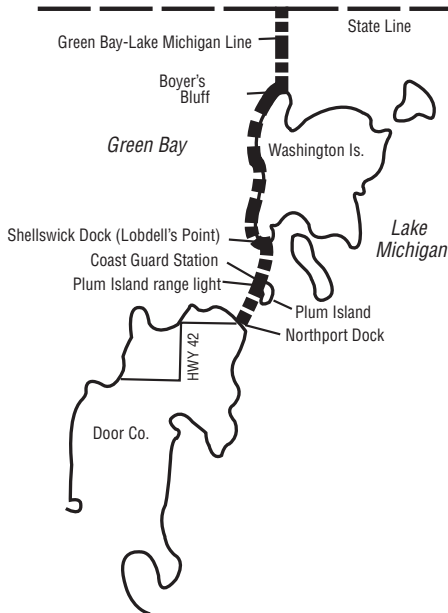 State Line
Green Bay-Lake Michigan Line
Boyer's
Bluff
Green Bay
Washington Is.
Lake
Michigan
Shellswick Dock (Lobdell's Point)
Coast Guard Station
Plum Island range light
Plum Island
Northport Dock
HWY 42
Door Co.